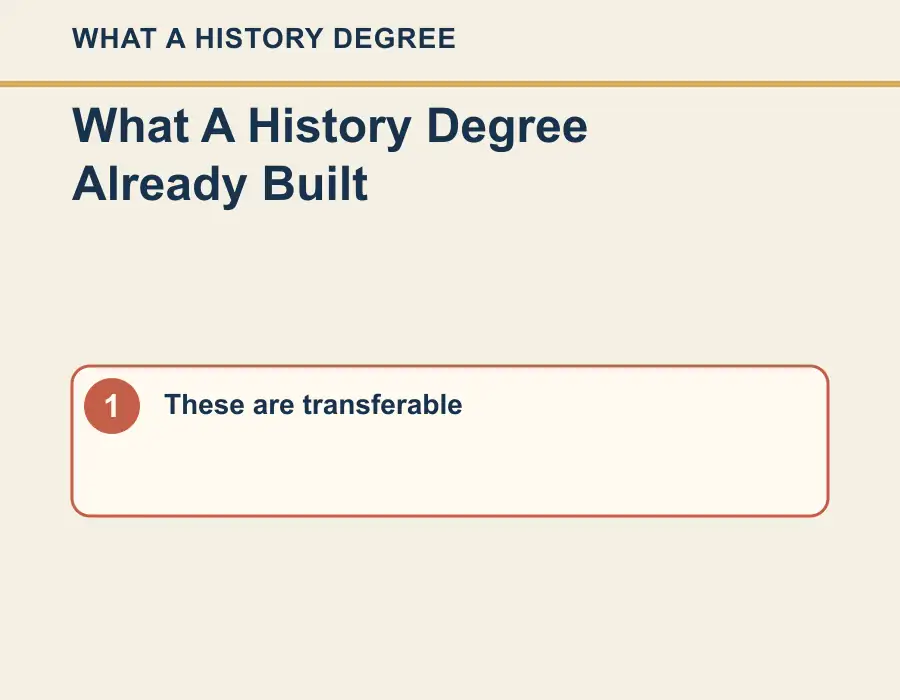 WHAT A HISTORY DEGREE
What A History Degree
Already Built
1
These are transferable